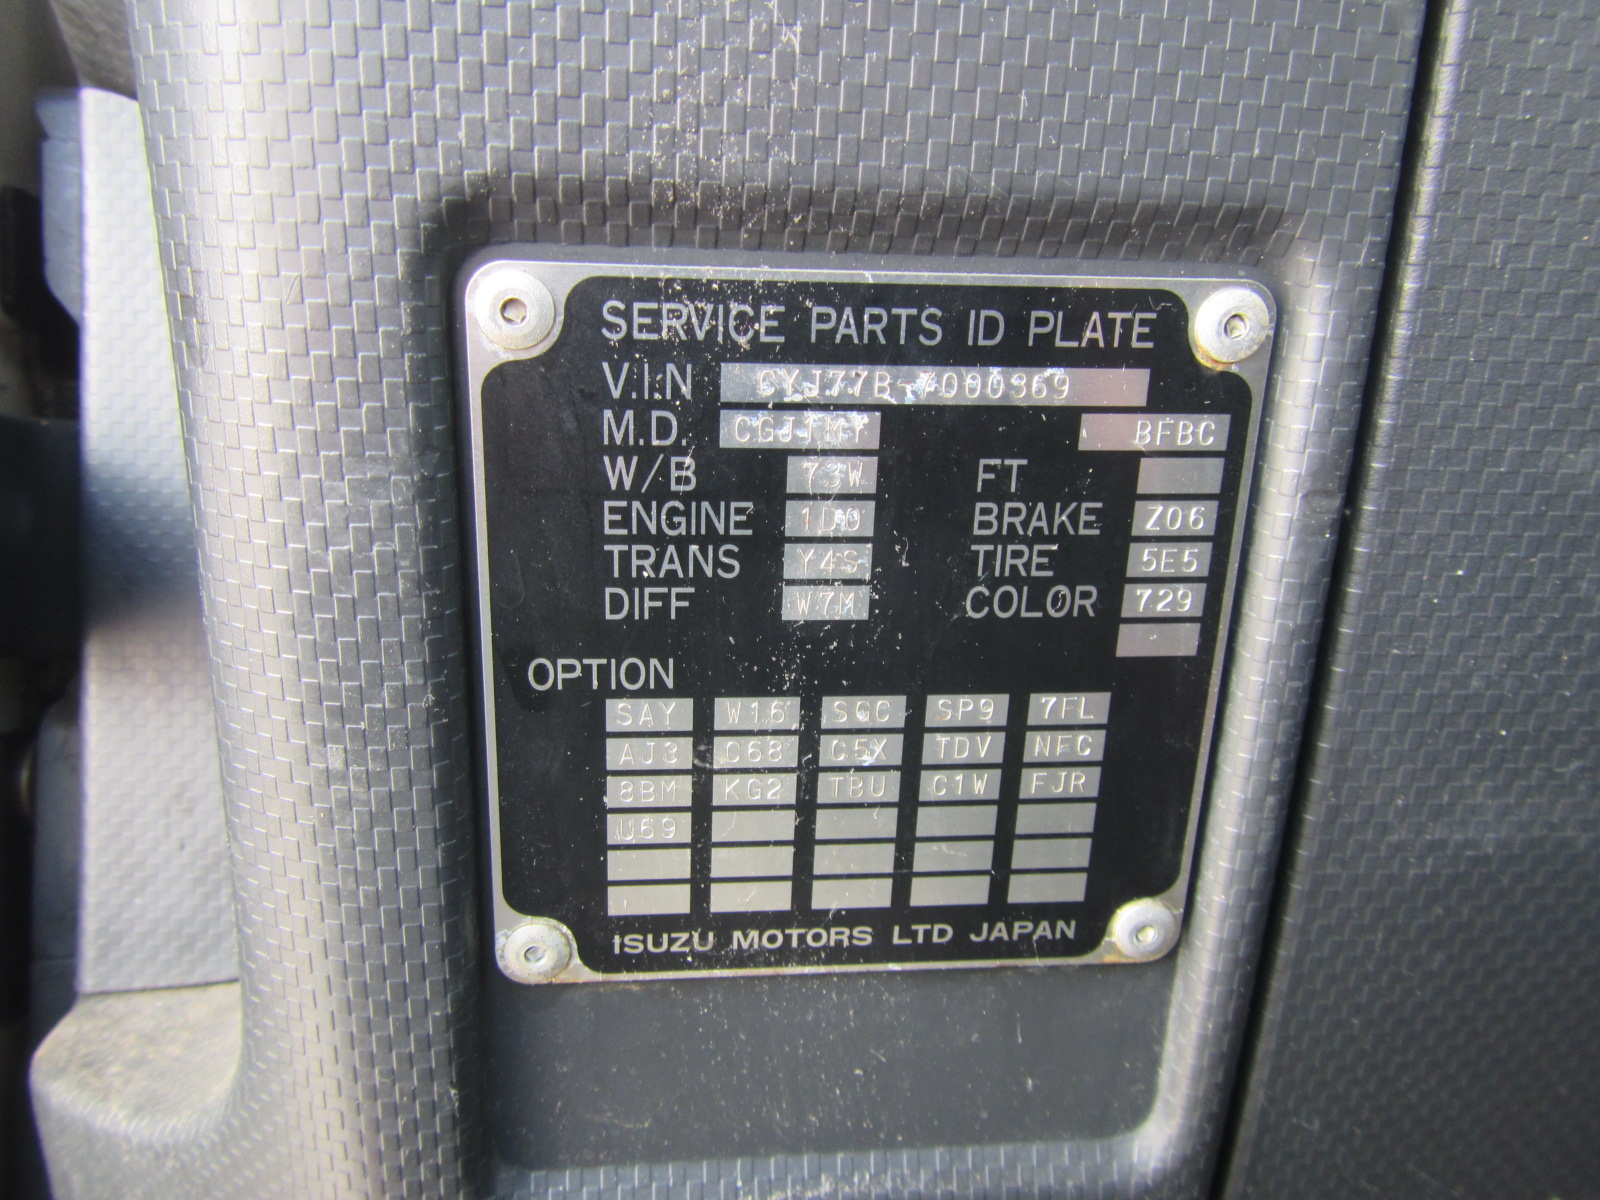 SERVICE PARTS ID PLATE
V.I.N CYJ77B-7000369
M.D. CGJ1MY BFBC
W/B 73W FT
ENGINE 1D0 BRAKE Z06
TRANS Y4S TIRE 5E5
DIFF W7M COLOR 729
OPTION
SAY W16 SGC SP9 7FL
AJ3 C68 C5X TDV NFC
8BM KG2 TBU C1W FJR
U69
ISUZU MOTORS LTD JAPAN